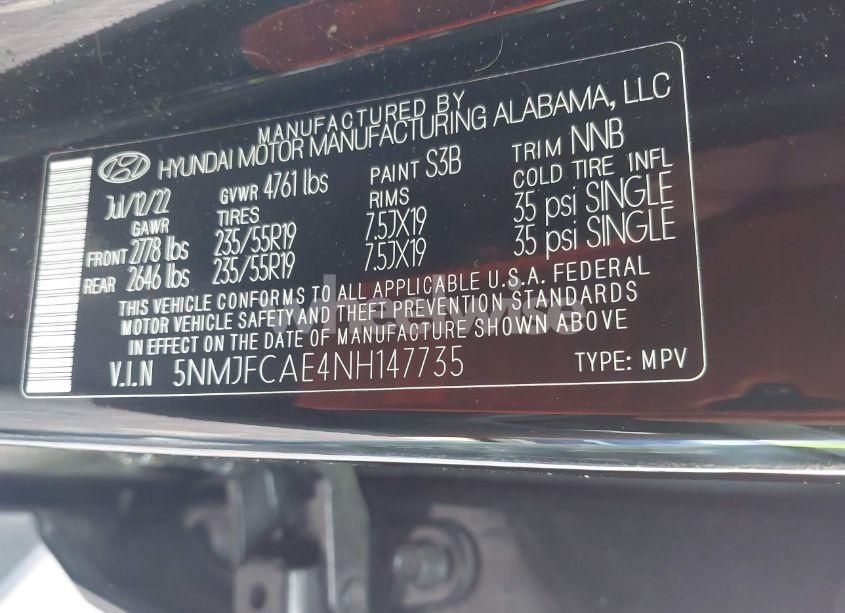 MANUFACTURED BY
HYUNDAI MOTOR MANUFACTURING ALABAMA, LLC
Jul/12/22 GVWR 4761 lbs PAINT S3B TRIM NNB
GAWR TIRES RIMS COLD TIRE INFL
FRONT 2778 lbs 235/55R19 7.5JX19 35 psi SINGLE
REAR 2646 lbs 235/55R19 7.5JX19 35 psi SINGLE
THIS VEHICLE CONFORMS TO ALL APPLICABLE U.S.A. FEDERAL
MOTOR VEHICLE SAFETY AND THEFT PREVENTION STANDARDS
IN EFFECT ON THE DATE OF MANUFACTURE SHOWN ABOVE
V.I.N 5NMJFCAE4NH147735 TYPE: MPV